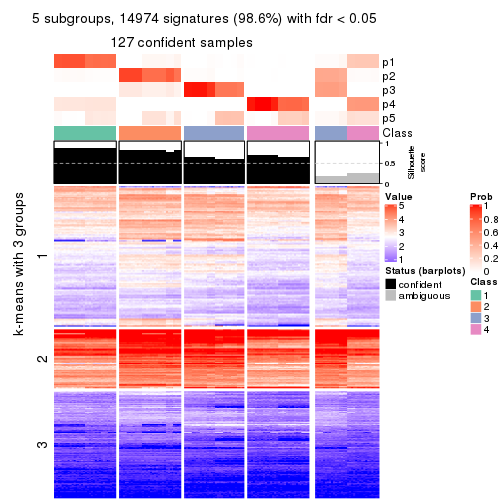 5 subgroups, 14974 signatures (98.6%) with fdr < 0.05
127 confident samples
p1
p2
p3
p4
p5
Class
1
0.5
0
Silhouette
score
k-means with 3 groups
1
2
3
Value
5
4
3
2
1
Status (barplots)
confident
ambiguous
Prob
1
0.8
0.6
0.4
0.2
0
Class
1
2
3
4